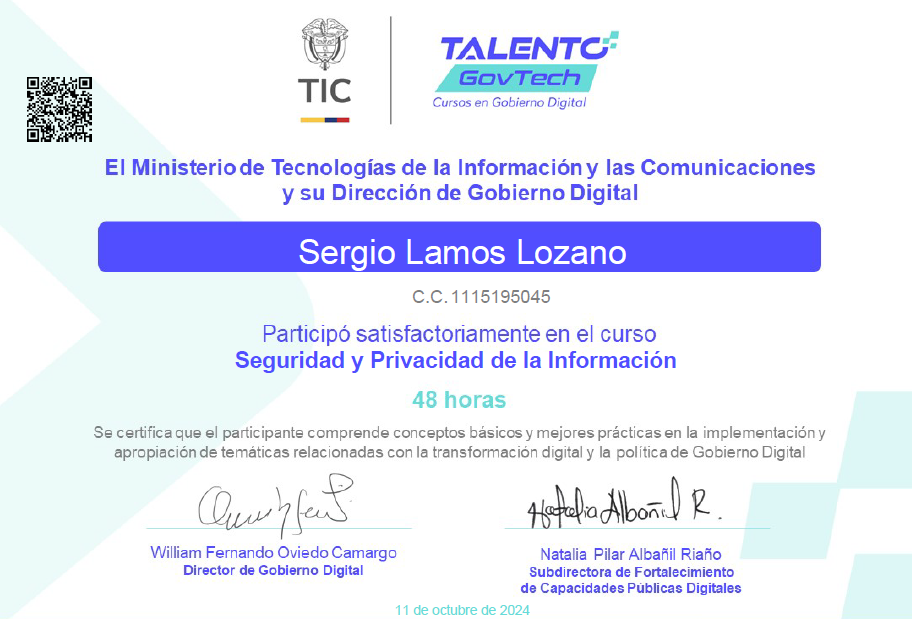 TIC
TALENTO
GovTech
Cursos en Gobierno Digital
El Ministerio de Tecnologías de la Información y las Comunicaciones
y su Dirección de Gobierno Digital
Sergio Lamos Lozano
C.C. 1115195045
Participó satisfactoriamente en el curso
Seguridad y Privacidad de la Información
48 horas
Se certifica que el participante comprende conceptos básicos y mejores prácticas en la implementación y
apropiación de temáticas relacionadas con la transformación digital y la política de Gobierno Digital
Natalia Albañil R.
William Fernando Oviedo Camargo
Director de Gobierno Digital
Natalia Pilar Albañil Riaño
Subdirectora de Fortalecimiento
de Capacidades Públicas Digitales
11 de octubre de 2024